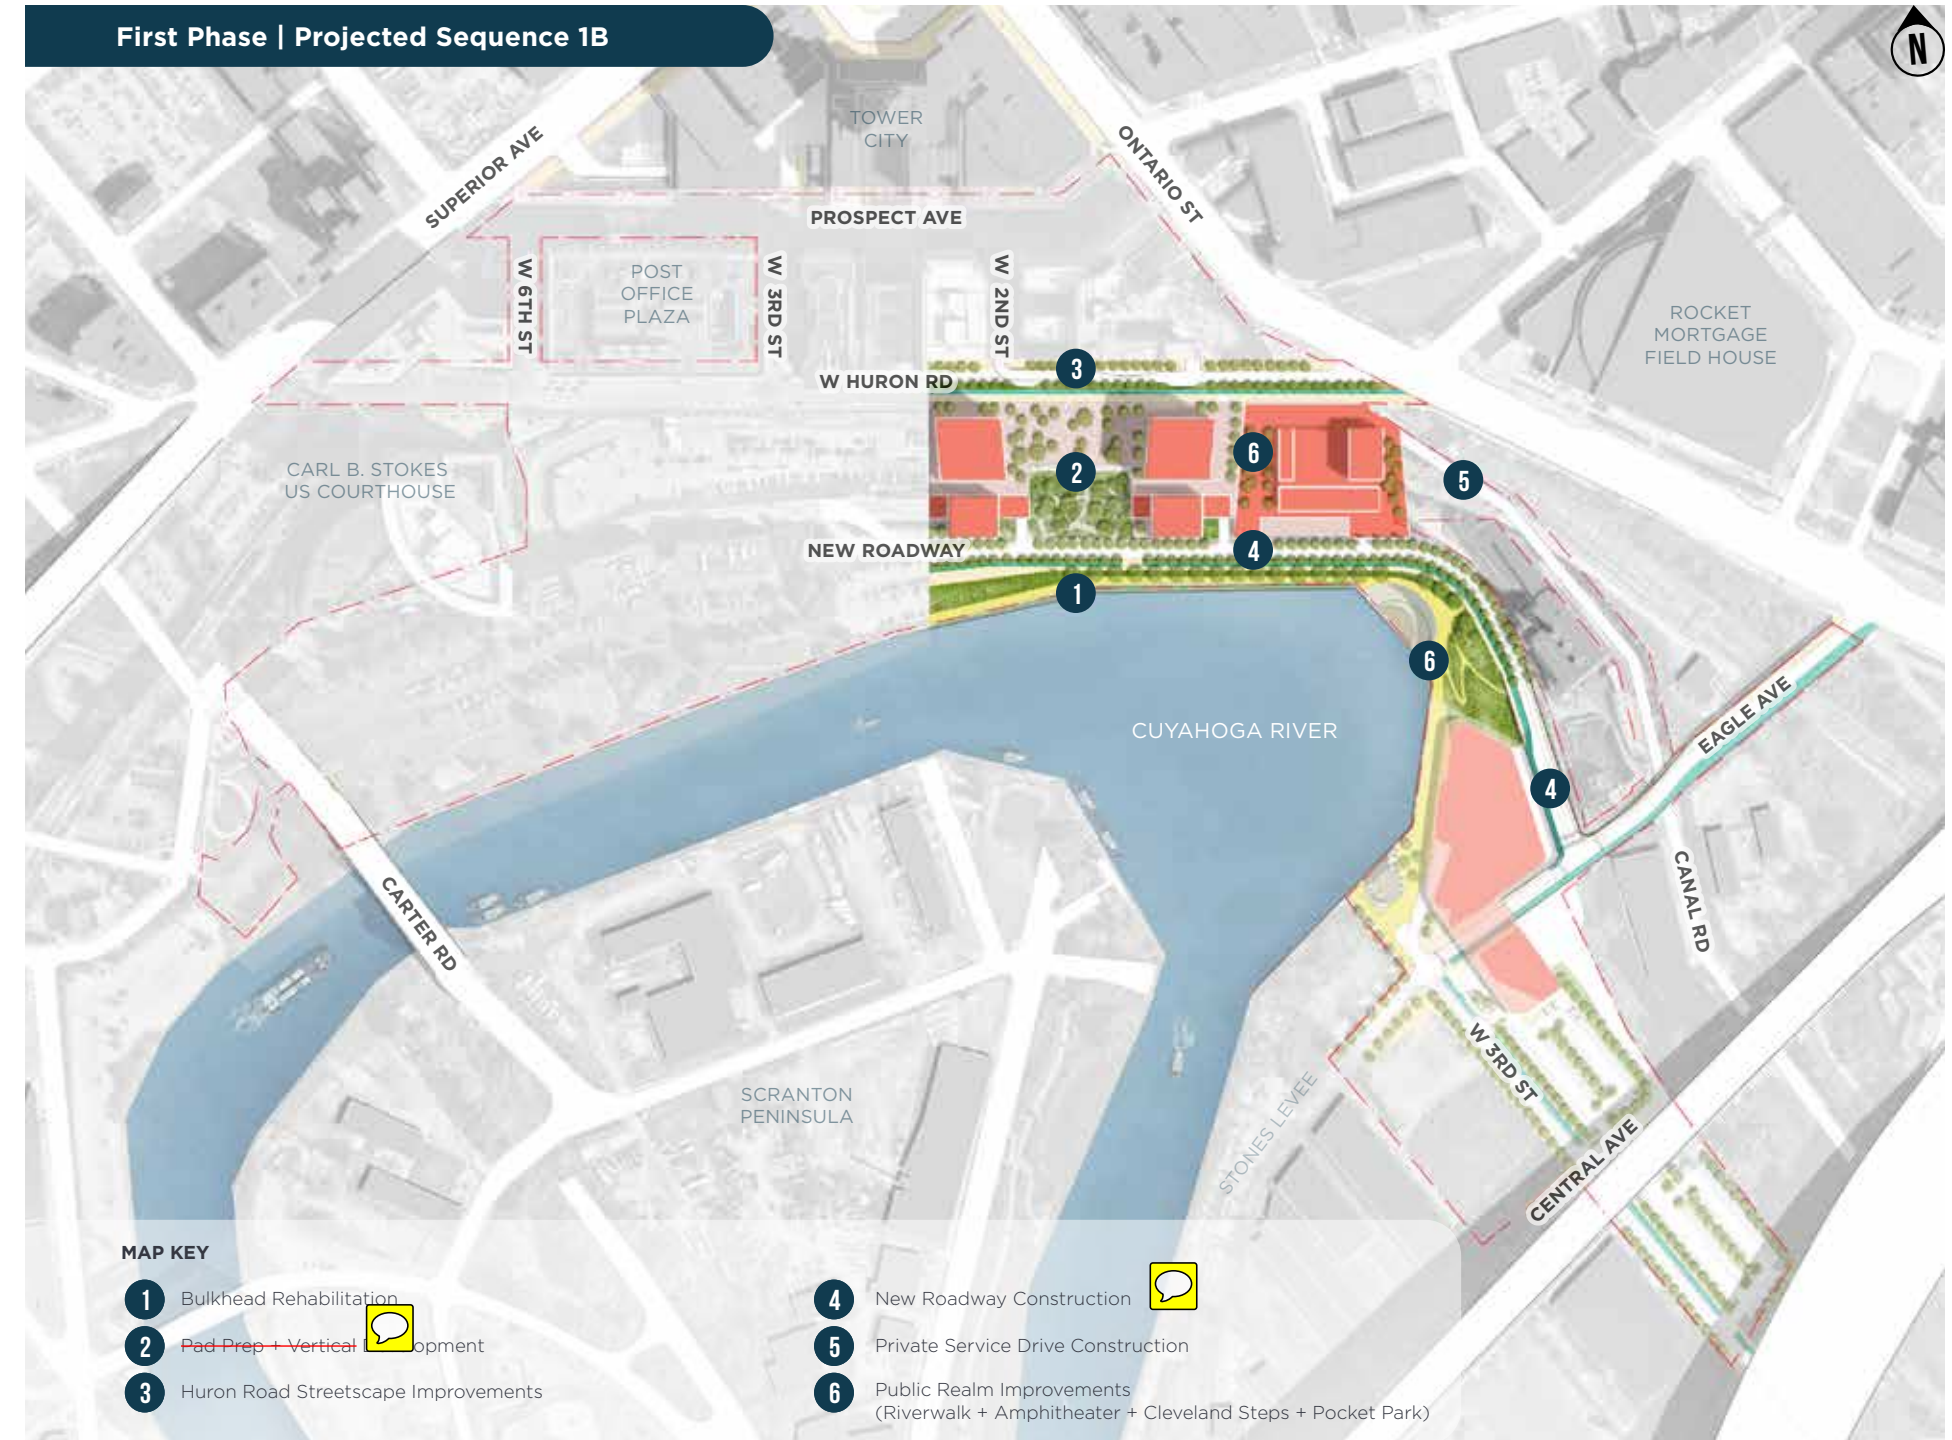 First Phase | Projected Sequence 1B
N
TOWER
CITY
SUPERIOR AVE
ONTARIO ST
PROSPECT AVE
W 6TH ST
POST
OFFICE
PLAZA
W 3RD ST
W 2ND ST
ROCKET
MORTGAGE
FIELD HOUSE
3
W HURON RD
6
CARL B. STOKES
US COURTHOUSE
2
5
NEW ROADWAY
4
1
6
EAGLE AVE
CUYAHOGA RIVER
4
CARTER RD
CANAL RD
W 3RD ST
SCRANTON
PENINSULA
STONES LEVEE
CENTRAL AVE
MAP KEY
1 Bulkhead Rehabilitation
2 Pad Prep + Vertical opment
3 Huron Road Streetscape Improvements
4 New Roadway Construction
5 Private Service Drive Construction
6 Public Realm Improvements
(Riverwalk + Amphitheater + Cleveland Steps + Pocket Park)